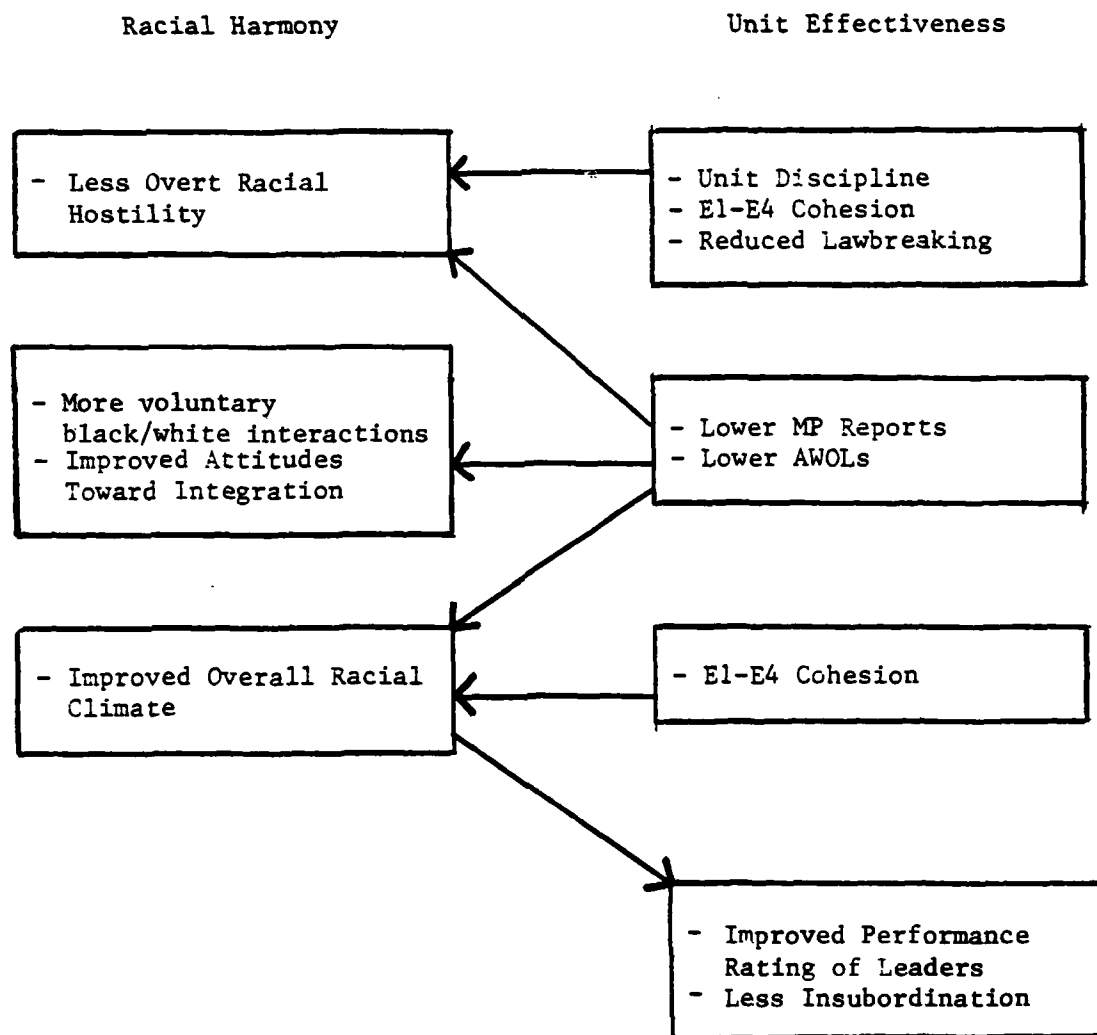 Racial Harmony
Unit Effectiveness
- Less Overt Racial
Hostility
- Unit Discipline
- E1-E4 Cohesion
- Reduced Lawbreaking
- More voluntary
black/white interactions
- Improved Attitudes
Toward Integration
- Lower MP Reports
- Lower AWOLs
- Improved Overall Racial
Climate
- E1-E4 Cohesion
- Improved Performance
Rating of Leaders
- Less Insubordination